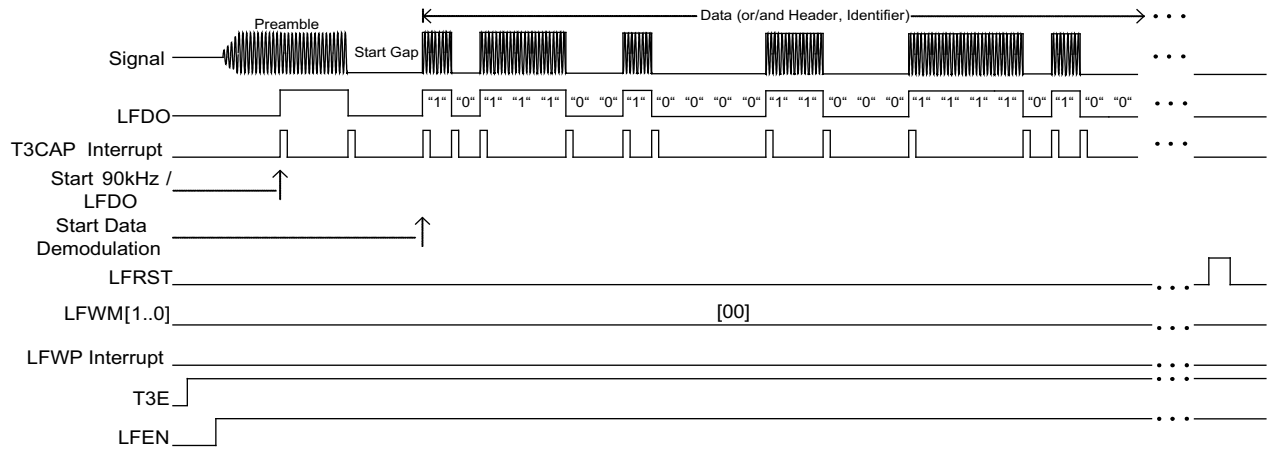 Data (or/and Header, Identifier)
Preamble
Signal
Start Gap
LFDO
“1“ “0“ “1“ “1“ “1“ “0“ “0“ “1“ “0“ “0“ “0“ “0“ “1“ “1“ “0“ “0“ “0“ “1“ “1“ “1“ “1“ “0“ “1“ “0“ “0“
T3CAP Interrupt
Start 90kHz /
LFDO
Start Data
Demodulation
LFRST
LFWM[1..0]
[00]
LFWP Interrupt
T3E
LFEN